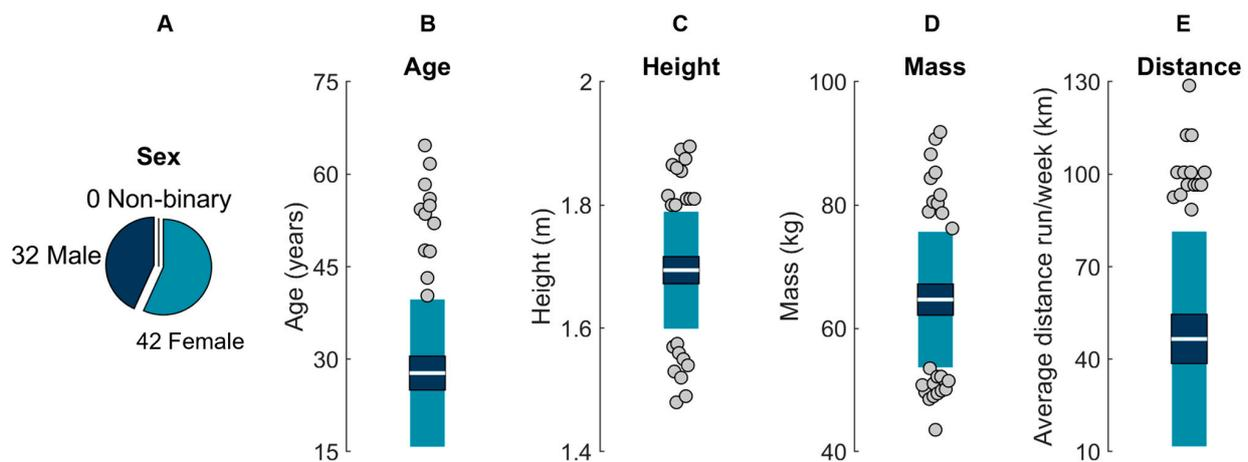 A
B
C
D
E
Sex
0 Non-binary
32 Male
42 Female
Age
Age (years)
75
60
45
30
15
Height
Height (m)
2
1.8
1.6
1.4
Mass
Mass (kg)
100
80
60
40
Distance
Average distance run/week (km)
130
100
70
40
10